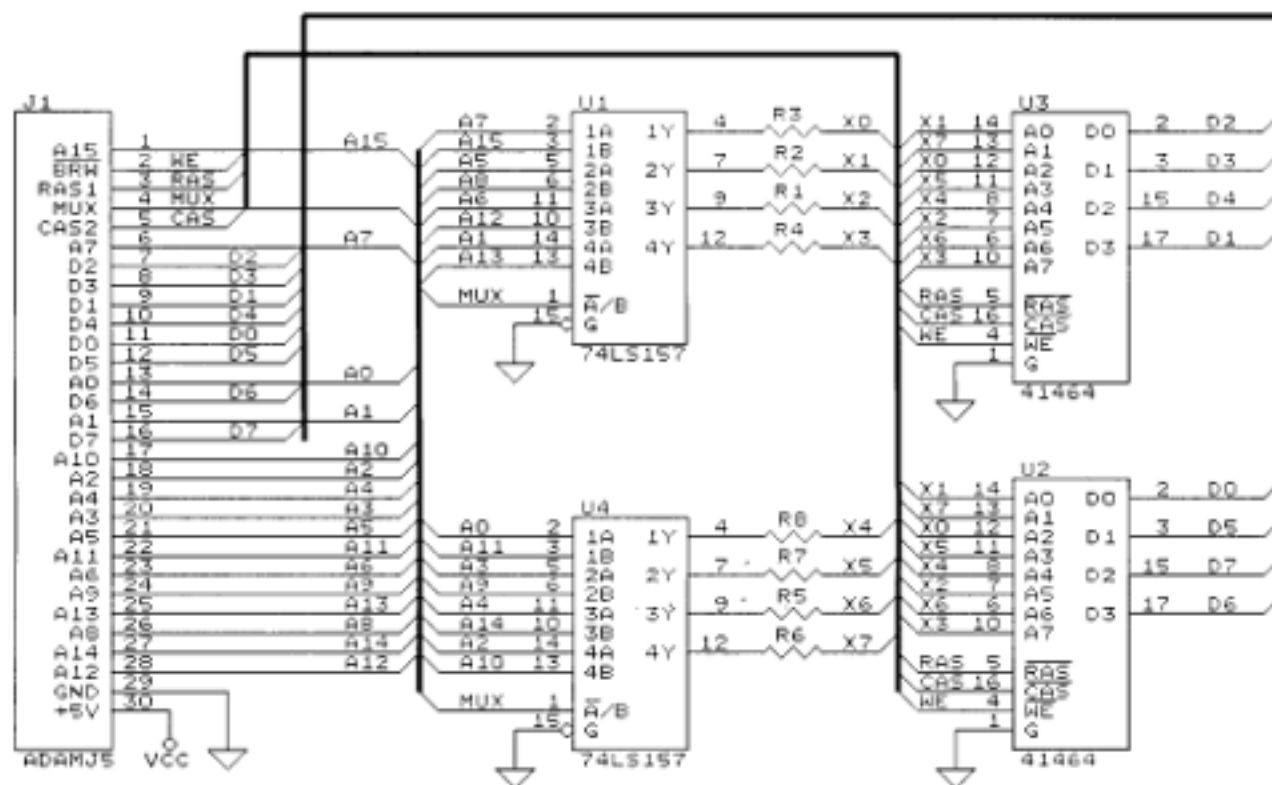 J1
A15 1 A15
BRW 2 WE
RAS1 3 RAS
MUX 4 MUX
CAS2 5 CAS
A7 6 A7
D2 7 D2
D3 8 D3
D1 9 D1
D4 10 D4
D0 11 D0
D5 12 D5
A0 13 A0
D6 14 D6
A1 15 A1
D7 16 D7
A10 17 A10
A2 18 A2
A4 19 A4
A3 20 A3
A5 21 A5
A11 22 A11
A6 23 A6
A9 24 A9
A13 25 A13
A8 26 A8
A14 27 A14
A12 28 A12
GND 29
+5V 30
ADAMJ5 VCC
U1
A7 2 1A 1Y 4 R3 X0
A15 3 1B
A5 5 2A 2Y 7 R2 X1
A8 6 2B
A6 11 3A 3Y 9 R1 X2
A12 10 3B
A1 14 4A 4Y 12 R4 X3
A13 13 4B
MUX 1 A/B
15 G
74LS157
U4
A0 2 1A 1Y 4 R8 X4
A11 3 1B
A3 5 2A 2Y 7 R7 X5
A9 6 2B
A4 11 3A 3Y 9 R5 X6
A14 10 3B
A2 14 4A 4Y 12 R6 X7
A10 13 4B
MUX 1 A/B
15 G
74LS157
U3
X1 14 A0 D0 2 D2
X7 13 A1
X0 12 A2 D1 3 D3
X5 11 A3
X4 8 A4 D2 15 D4
X2 7 A5
X6 6 A6 D3 17 D1
X3 10 A7
RAS 5 RAS
CAS 16 CAS
WE 4 WE
1 G
41464
U2
X1 14 A0 D0 2 D0
X7 13 A1
X0 12 A2 D1 3 D5
X5 11 A3
X4 8 A4 D2 15 D7
X2 7 A5
X6 6 A6 D3 17 D6
X3 10 A7
RAS 5 RAS
CAS 16 CAS
WE 4 WE
1 G
41464